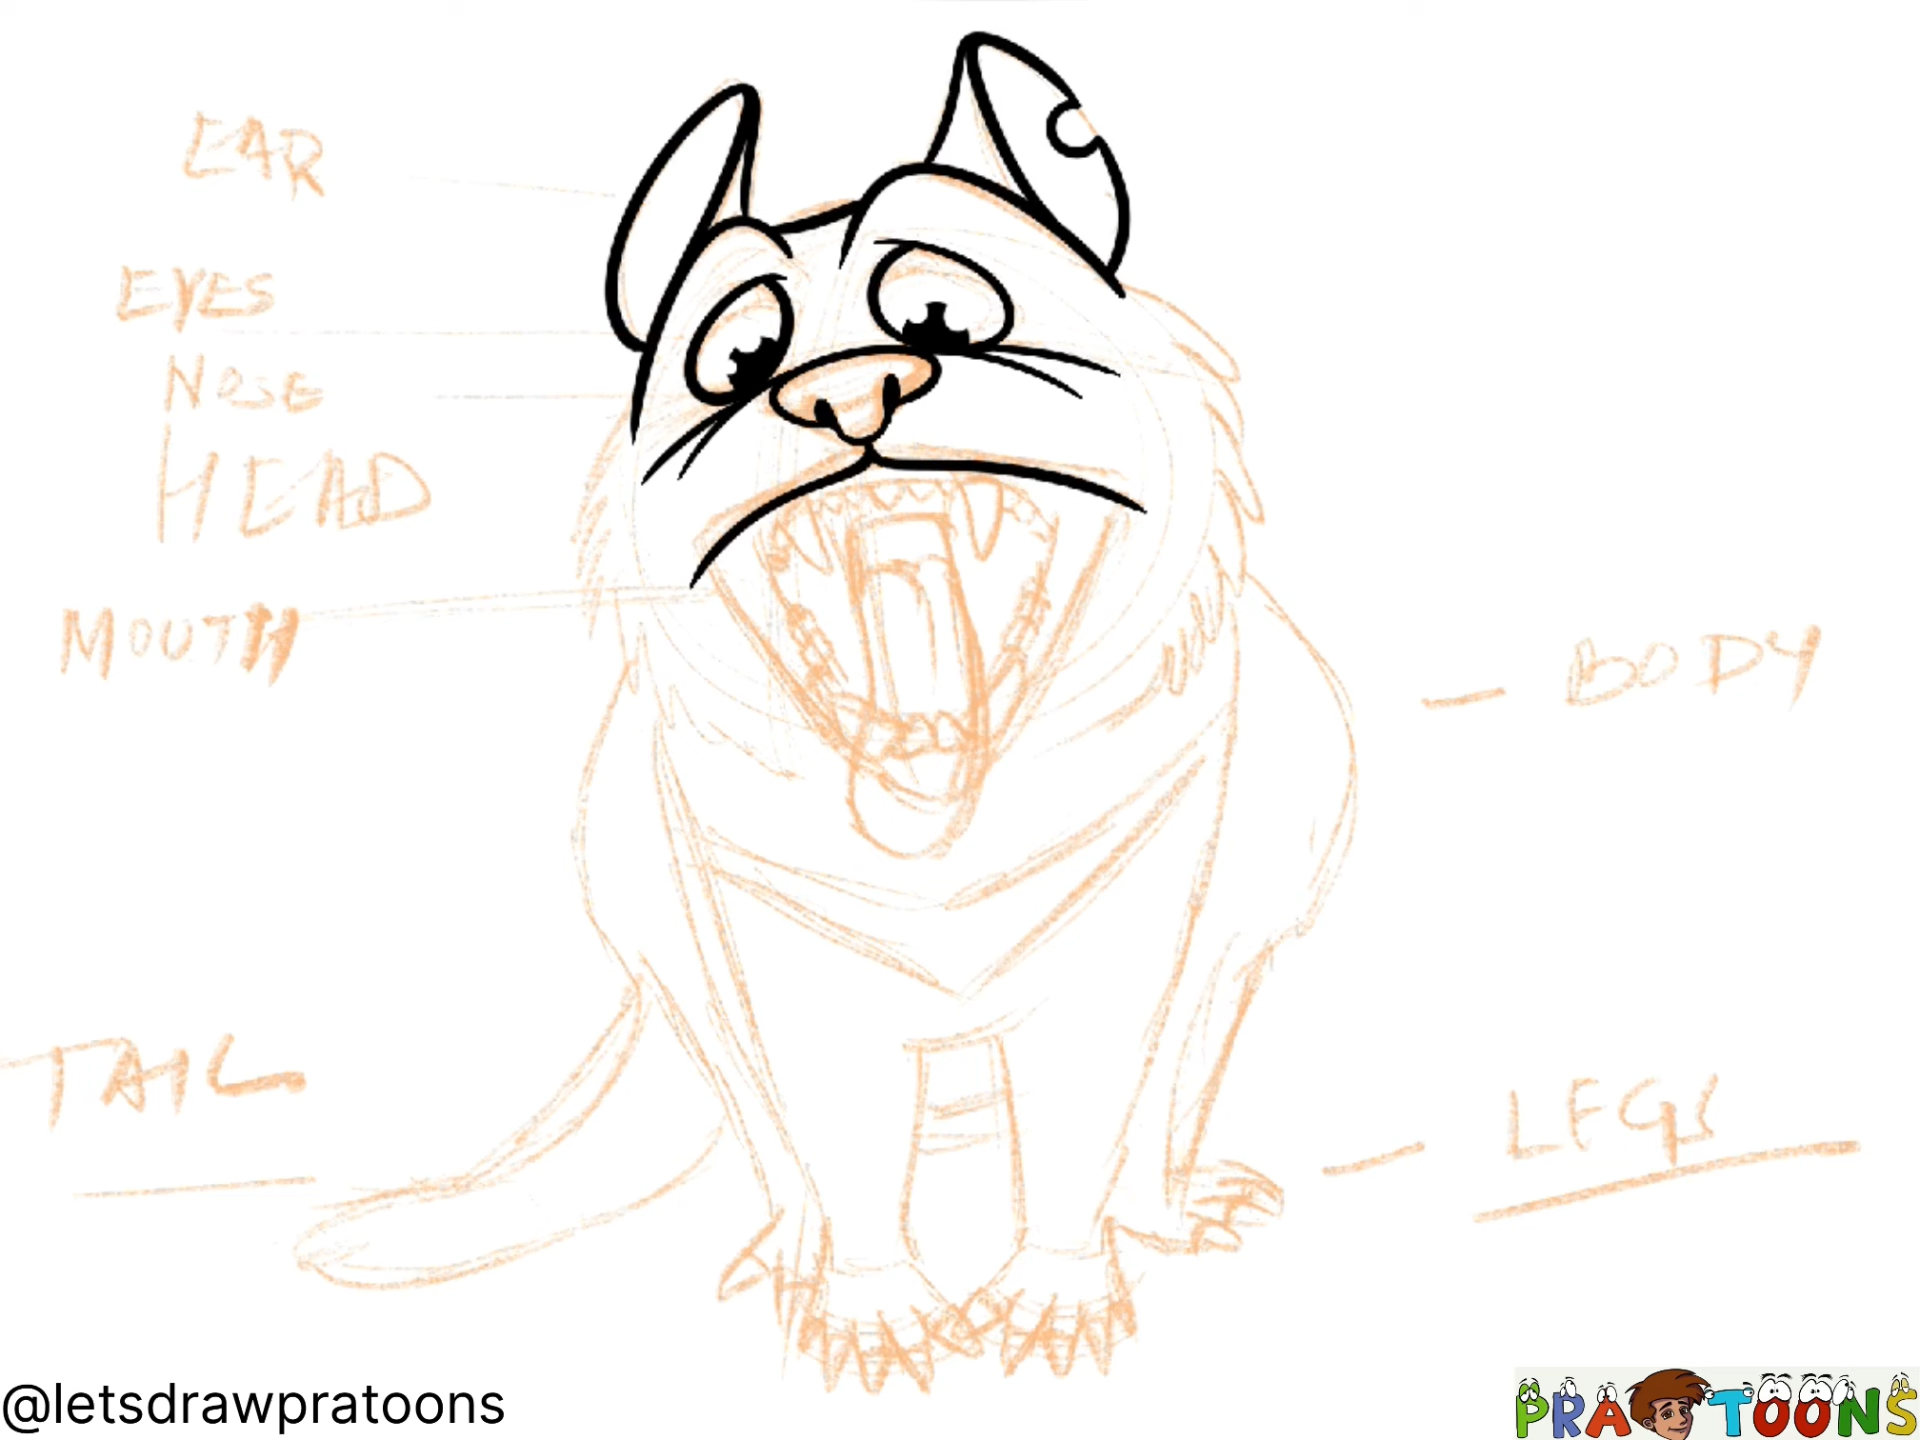 EAR
EYES
NOSE
HEAD
MOUTH
BODY
TAIL
LEGS
@letsdrawpratoons
PRATOONS